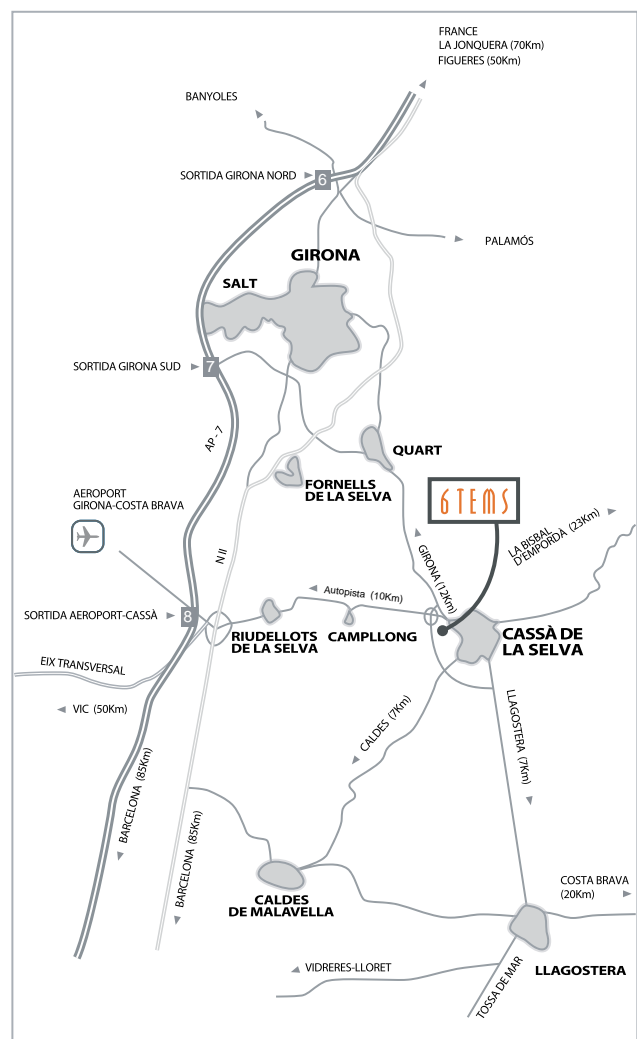 FRANCE
LA JONQUERA (70Km)
FIGUERES (50Km)
BANYOLES
SORTIDA GIRONA NORD
6
PALAMÓS
GIRONA
SALT
SORTIDA GIRONA SUD
7
AP - 7
QUART
FORNELLS
DE LA SELVA
6TEMS
AEROPORT
GIRONA-COSTA BRAVA
LA BISBAL
D'EMPORDÀ (23Km)
N II
GIRONA (12Km)
Autopista (10Km)
SORTIDA AEROPORT-CASSÀ
8
RIUDELLOTS
DE LA SELVA
CAMPLLONG
CASSÀ DE
LA SELVA
EIX TRANSVERSAL
VIC (50Km)
CALDES (7Km)
LLAGOSTERA (7Km)
BARCELONA (85Km)
BARCELONA (85Km)
CALDES
DE MALAVELLA
COSTA BRAVA
(20Km)
VIDRERES-LLORET
LLAGOSTERA
TOSSA DE MAR